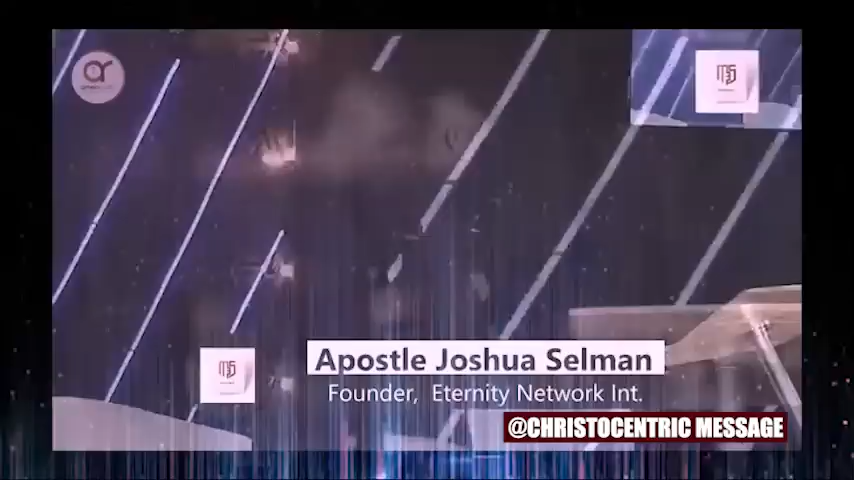 Apostle Joshua Selman
Founder, Eternity Network Int.
@CHRISTOCENTRIC MESSAGE